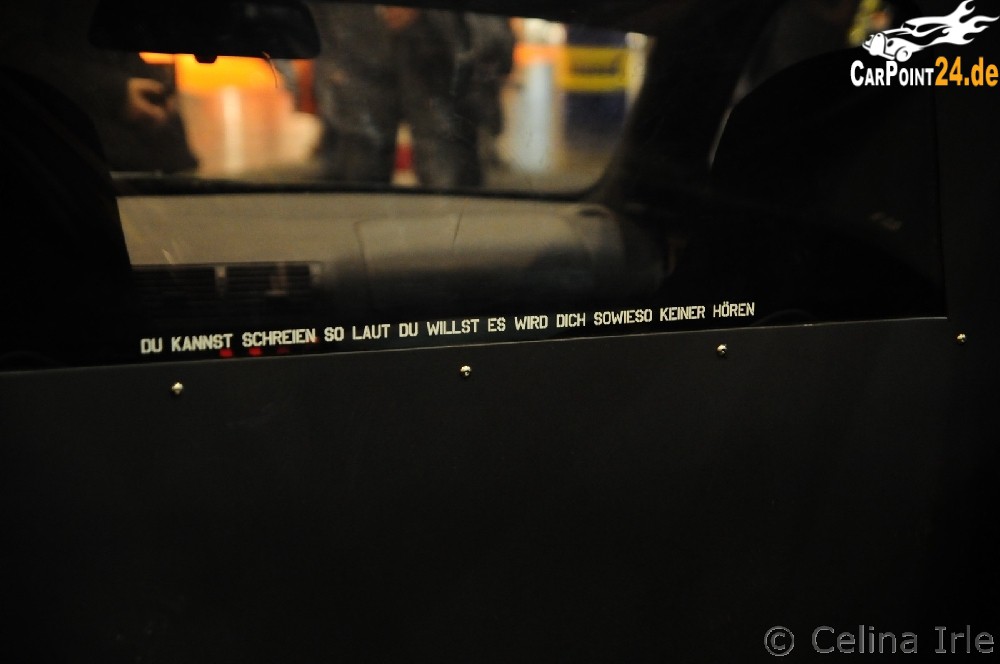 CARPOINT24.de
DU KANNST SCHREIEN SO LAUT DU WILLST ES WIRD DICH SOWIESO KEINER HÖREN
© Celina Irle